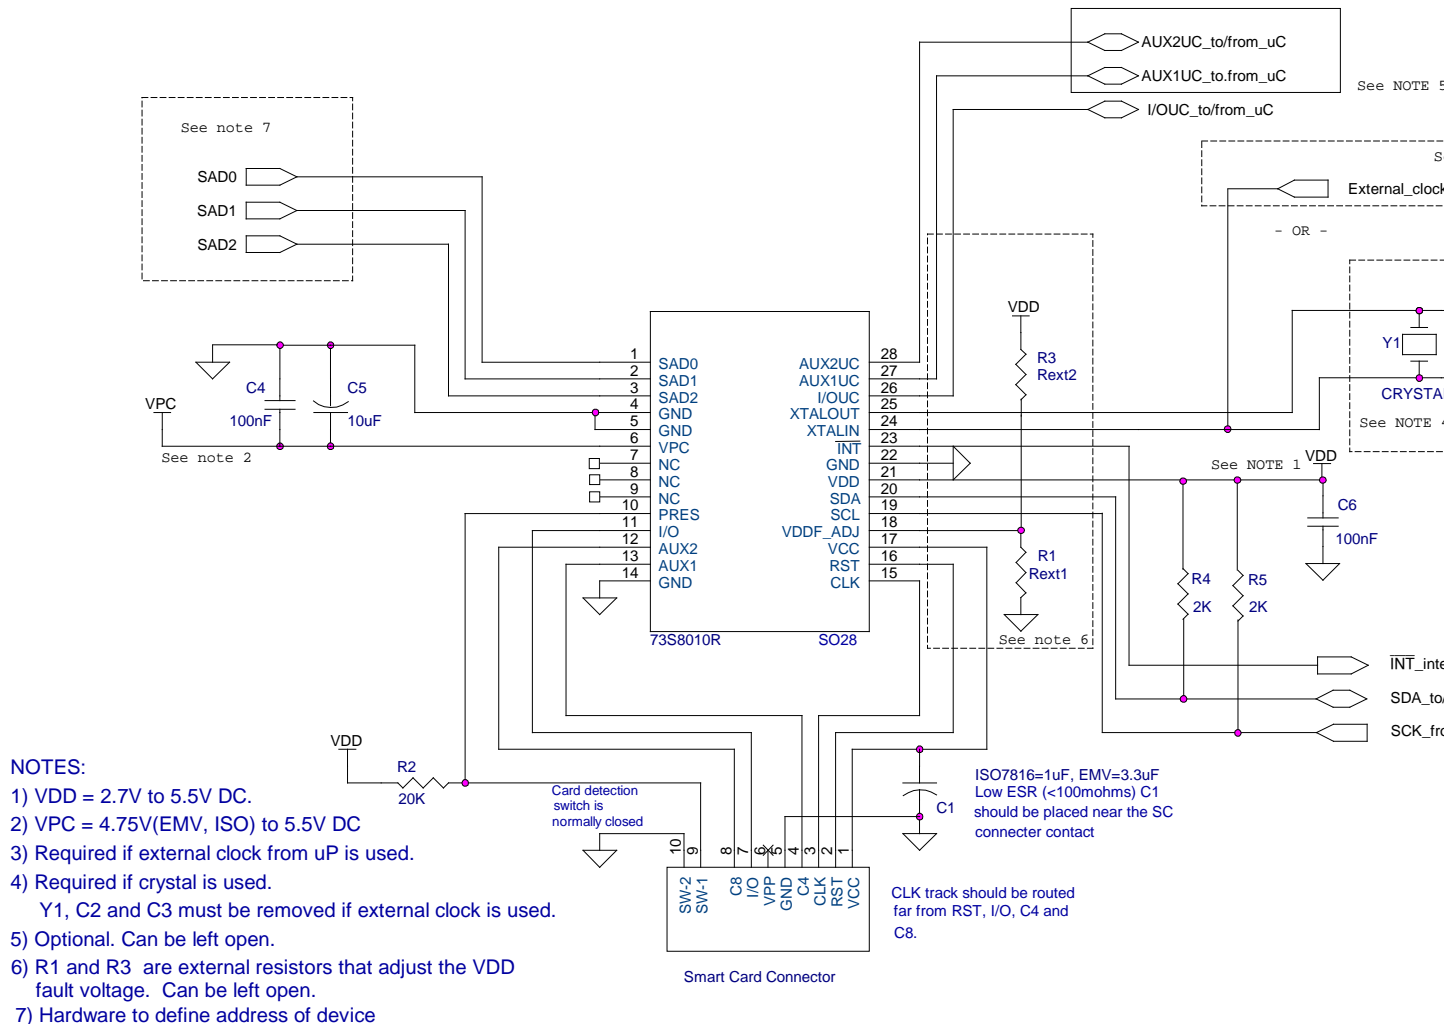 AUX2UC_to/from_uC
AUX1UC_to.from_uC
See NOTE 5
I/OUC_to/from_uC
See note 7
SAD0
SAD1
SAD2
External_clock
- OR -
VDD
R3
Rext2
Y1
CRYSTAL
See NOTE 4
C4
100nF
C5
10uF
VPC
See note 2
1
2
3
4
5
6
7
8
9
10
11
12
13
14
SAD0
SAD1
SAD2
GND
GND
VPC
NC
NC
NC
PRES
I/O
AUX2
AUX1
GND
AUX2UC
AUX1UC
I/OUC
XTALOUT
XTALIN
INT
GND
VDD
SDA
SCL
VDDF_ADJ
VCC
RST
CLK
28
27
26
25
24
23
22
21
20
19
18
17
16
15
73S8010R
SO28
R1
Rext1
See note 6
See NOTE 1
VDD
C6
100nF
R4
2K
R5
2K
INT_inte
SDA_to/
SCK_fro
VDD
R2
20K
Card detection
switch is
normally closed
C1
ISO7816=1uF, EMV=3.3uF
Low ESR (<100mohms) C1
should be placed near the SC
connecter contact
10
9
8
7
6
5
4
3
2
1
SW-2
SW-1
C8
I/O
VPP
GND
C4
CLK
RST
VCC
CLK track should be routed
far from RST, I/O, C4 and
C8.
Smart Card Connector
NOTES:
1) VDD = 2.7V to 5.5V DC.
2) VPC = 4.75V(EMV, ISO) to 5.5V DC
3) Required if external clock from uP is used.
4) Required if crystal is used.
Y1, C2 and C3 must be removed if external clock is used.
5) Optional. Can be left open.
6) R1 and R3 are external resistors that adjust the VDD
fault voltage. Can be left open.
7) Hardware to define address of device